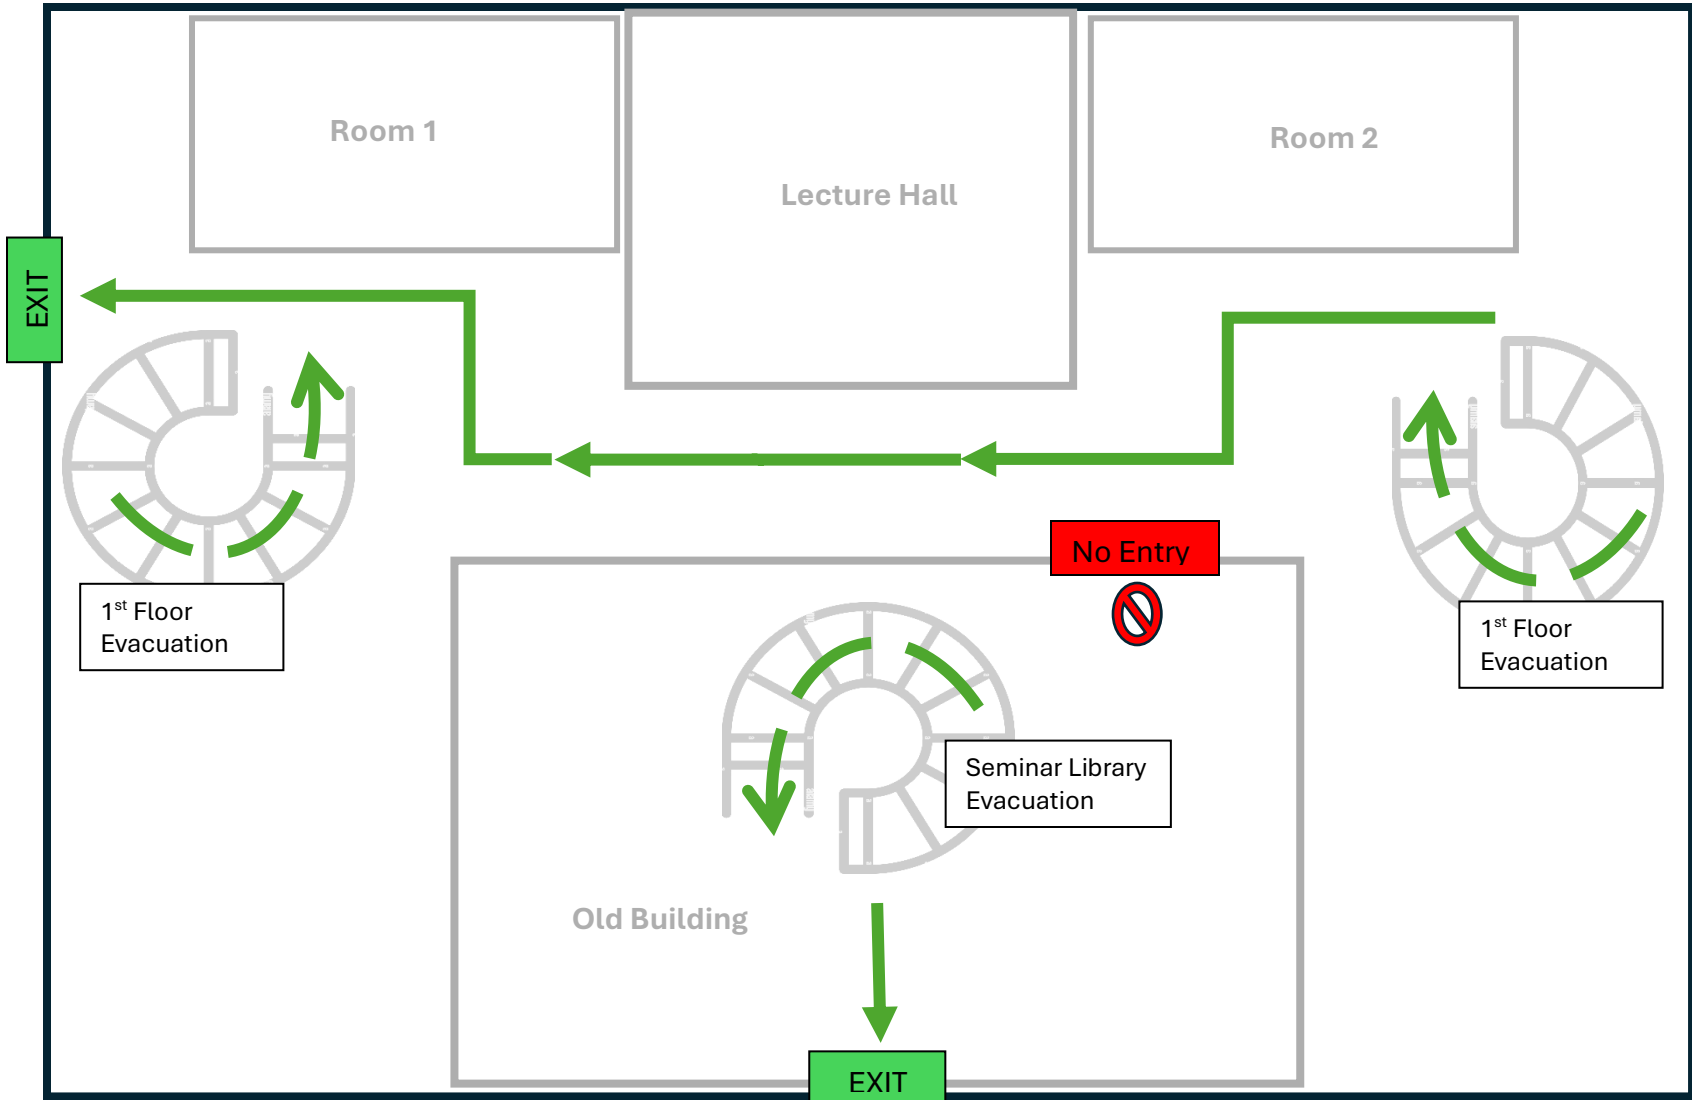 Room 1
Lecture Hall
Room 2
EXIT
No Entry
1st Floor
Evacuation
1st Floor
Evacuation
Seminar Library
Evacuation
Old Building
EXIT